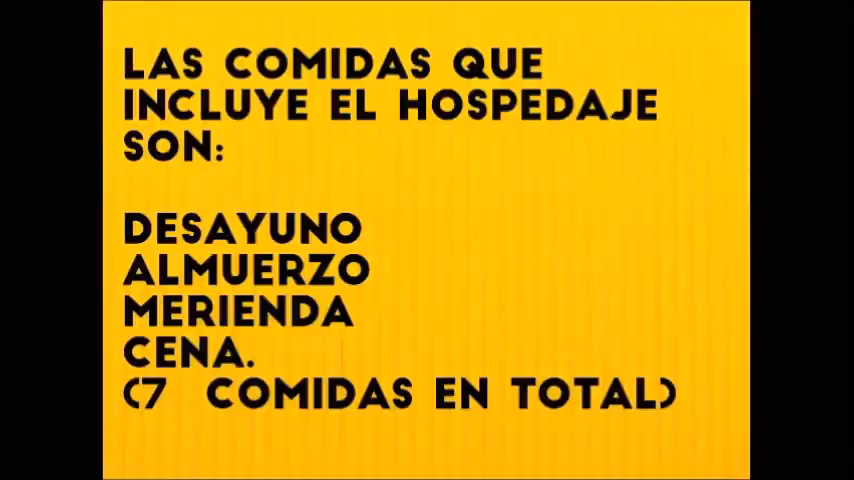 LAS COMIDAS QUE
INCLUYE EL HOSPEDAJE
SON:
DESAYUNO
ALMUERZO
MERIENDA
CENA.
(7 COMIDAS EN TOTAL)